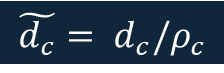 $\widetilde{d_c} = d_c/\rho_c$